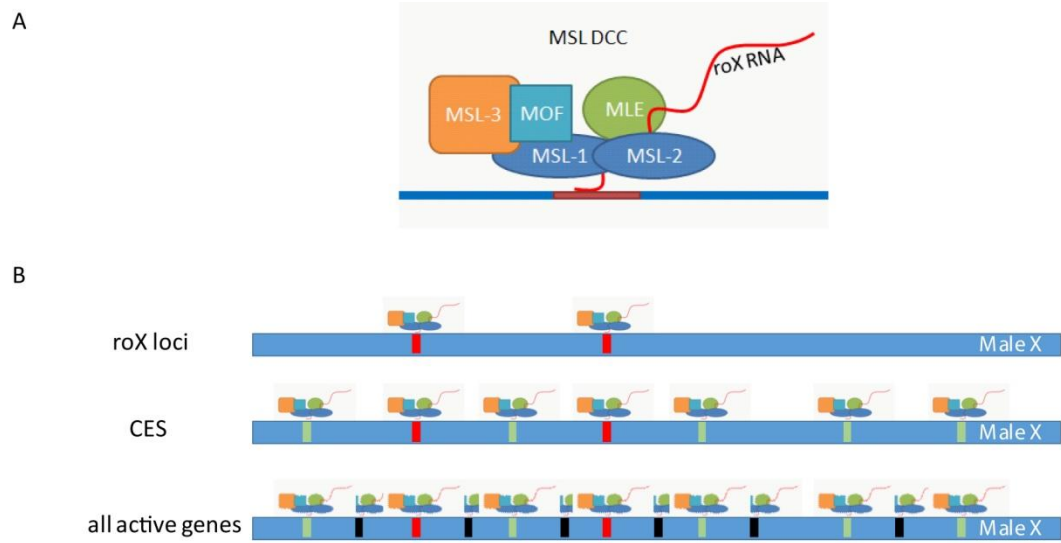 A
MSL DCC
roX RNA
MSL-3
MOF
MLE
MSL-1
MSL-2
B
roX loci
Male X
CES
Male X
all active genes
Male X